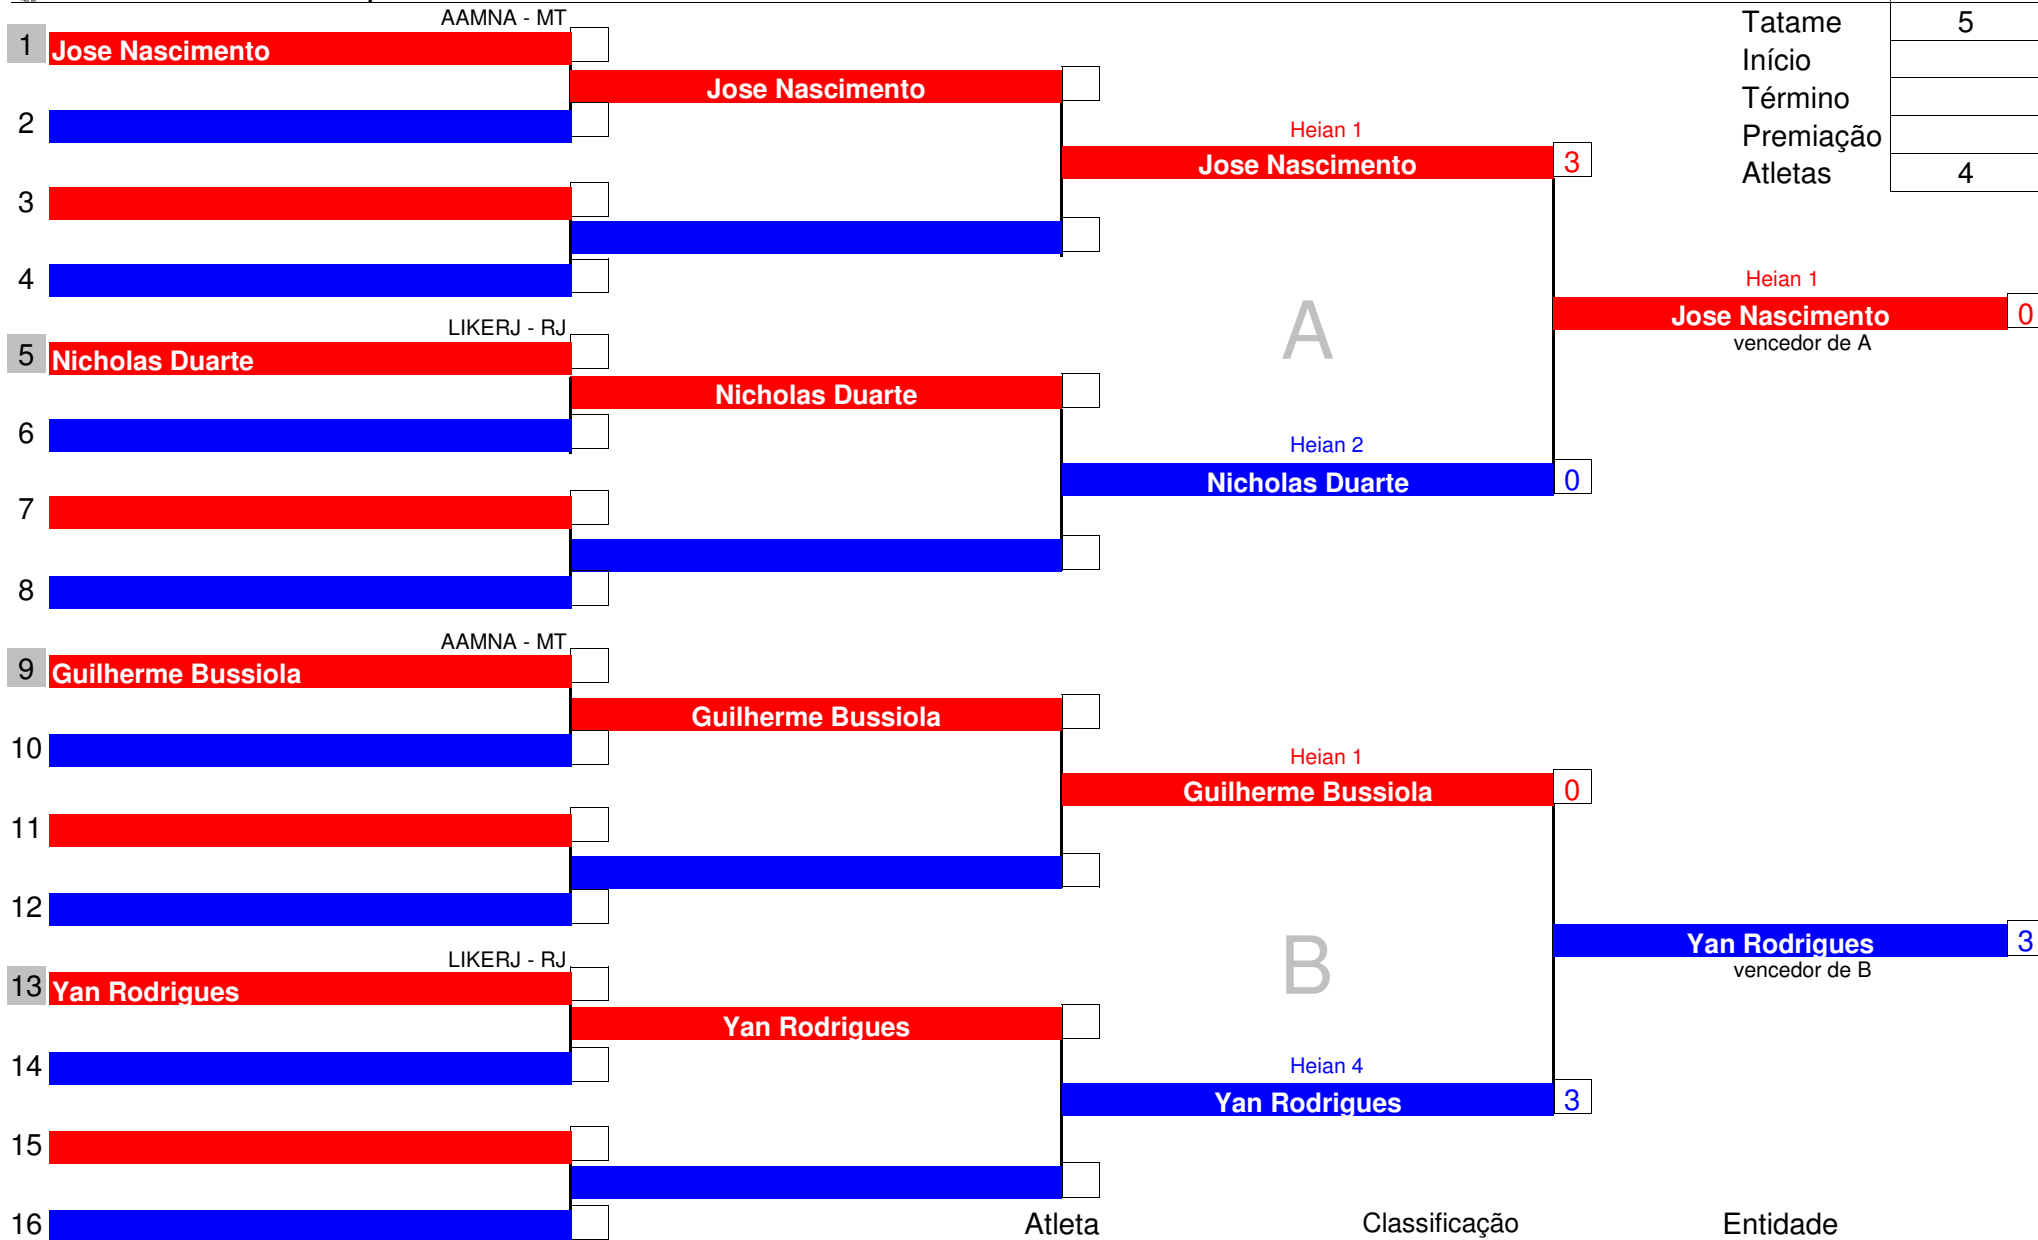 AAMNA - MT
Tatame 5
1 Jose Nascimento
Início
Jose Nascimento
Término
2
Heian 1
Premiação
Jose Nascimento 3
Atletas 4
3
4
Heian 1
Jose Nascimento 0
vencedor de A
A
LIKERJ - RJ
5 Nicholas Duarte
Nicholas Duarte
6
Heian 2
Nicholas Duarte 0
7
8
AAMNA - MT
9 Guilherme Bussiola
Guilherme Bussiola
10
Heian 1
Guilherme Bussiola 0
11
12
Yan Rodrigues 3
vencedor de B
B
LIKERJ - RJ
13 Yan Rodrigues
Yan Rodrigues
14
Heian 4
Yan Rodrigues 3
15
16
Atleta Classificação Entidade